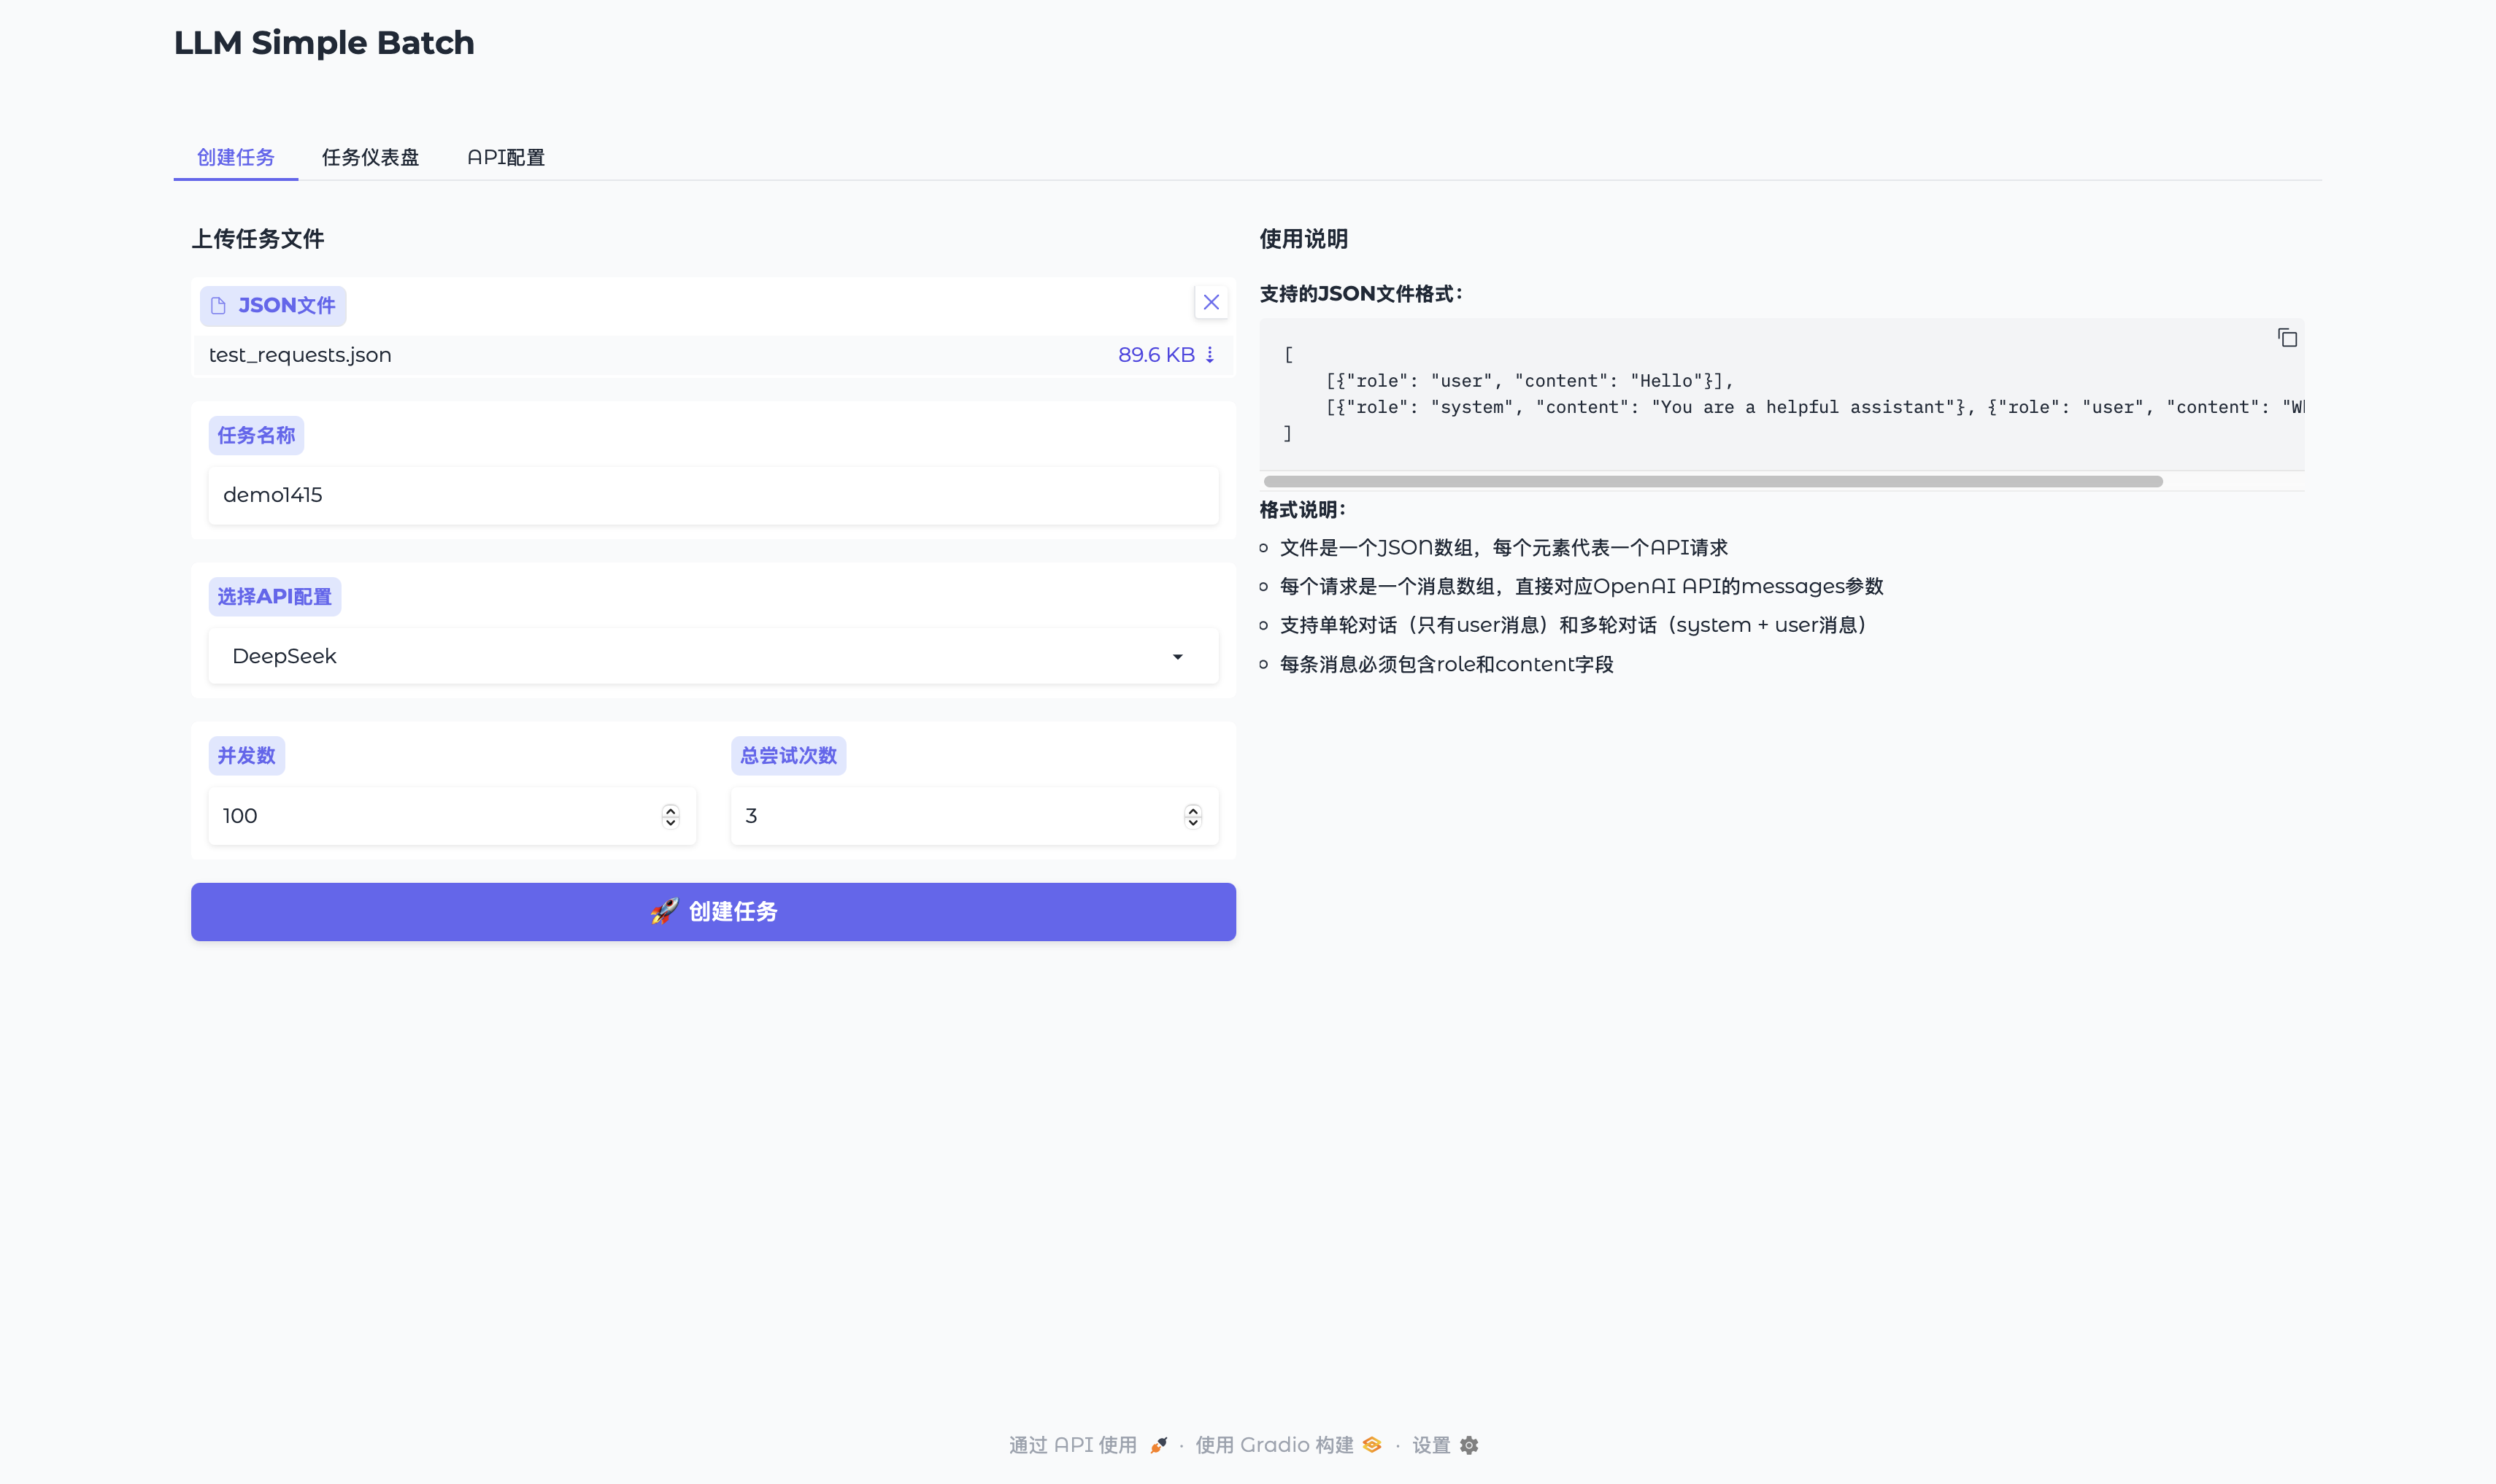 LLM Simple Batch
创建任务 任务仪表盘 API配置
上传任务文件
JSON文件
test_requests.json 89.6 KB
任务名称
demo1415
选择API配置
DeepSeek
并发数 总尝试次数
100 3
🚀 创建任务
使用说明
支持的JSON文件格式：
[
    [{"role": "user", "content": "Hello"}],
    [{"role": "system", "content": "You are a helpful assistant"}, {"role": "user", "content": "
]
格式说明：
文件是一个JSON数组，每个元素代表一个API请求
每个请求是一个消息数组，直接对应OpenAI API的messages参数
支持单轮对话（只有user消息）和多轮对话（system + user消息）
每条消息必须包含role和content字段
通过 API 使用 · 使用 Gradio 构建 · 设置